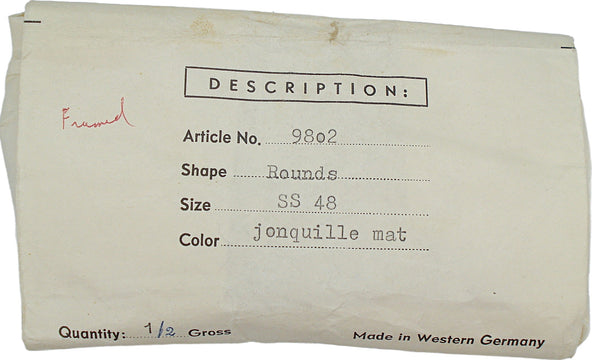 DESCRIPTION:
Framed
Article No. 9802
Shape Rounds
Size SS 48
Color jonquille mat
Quantity: 1/2 Gross
Made in Western Germany